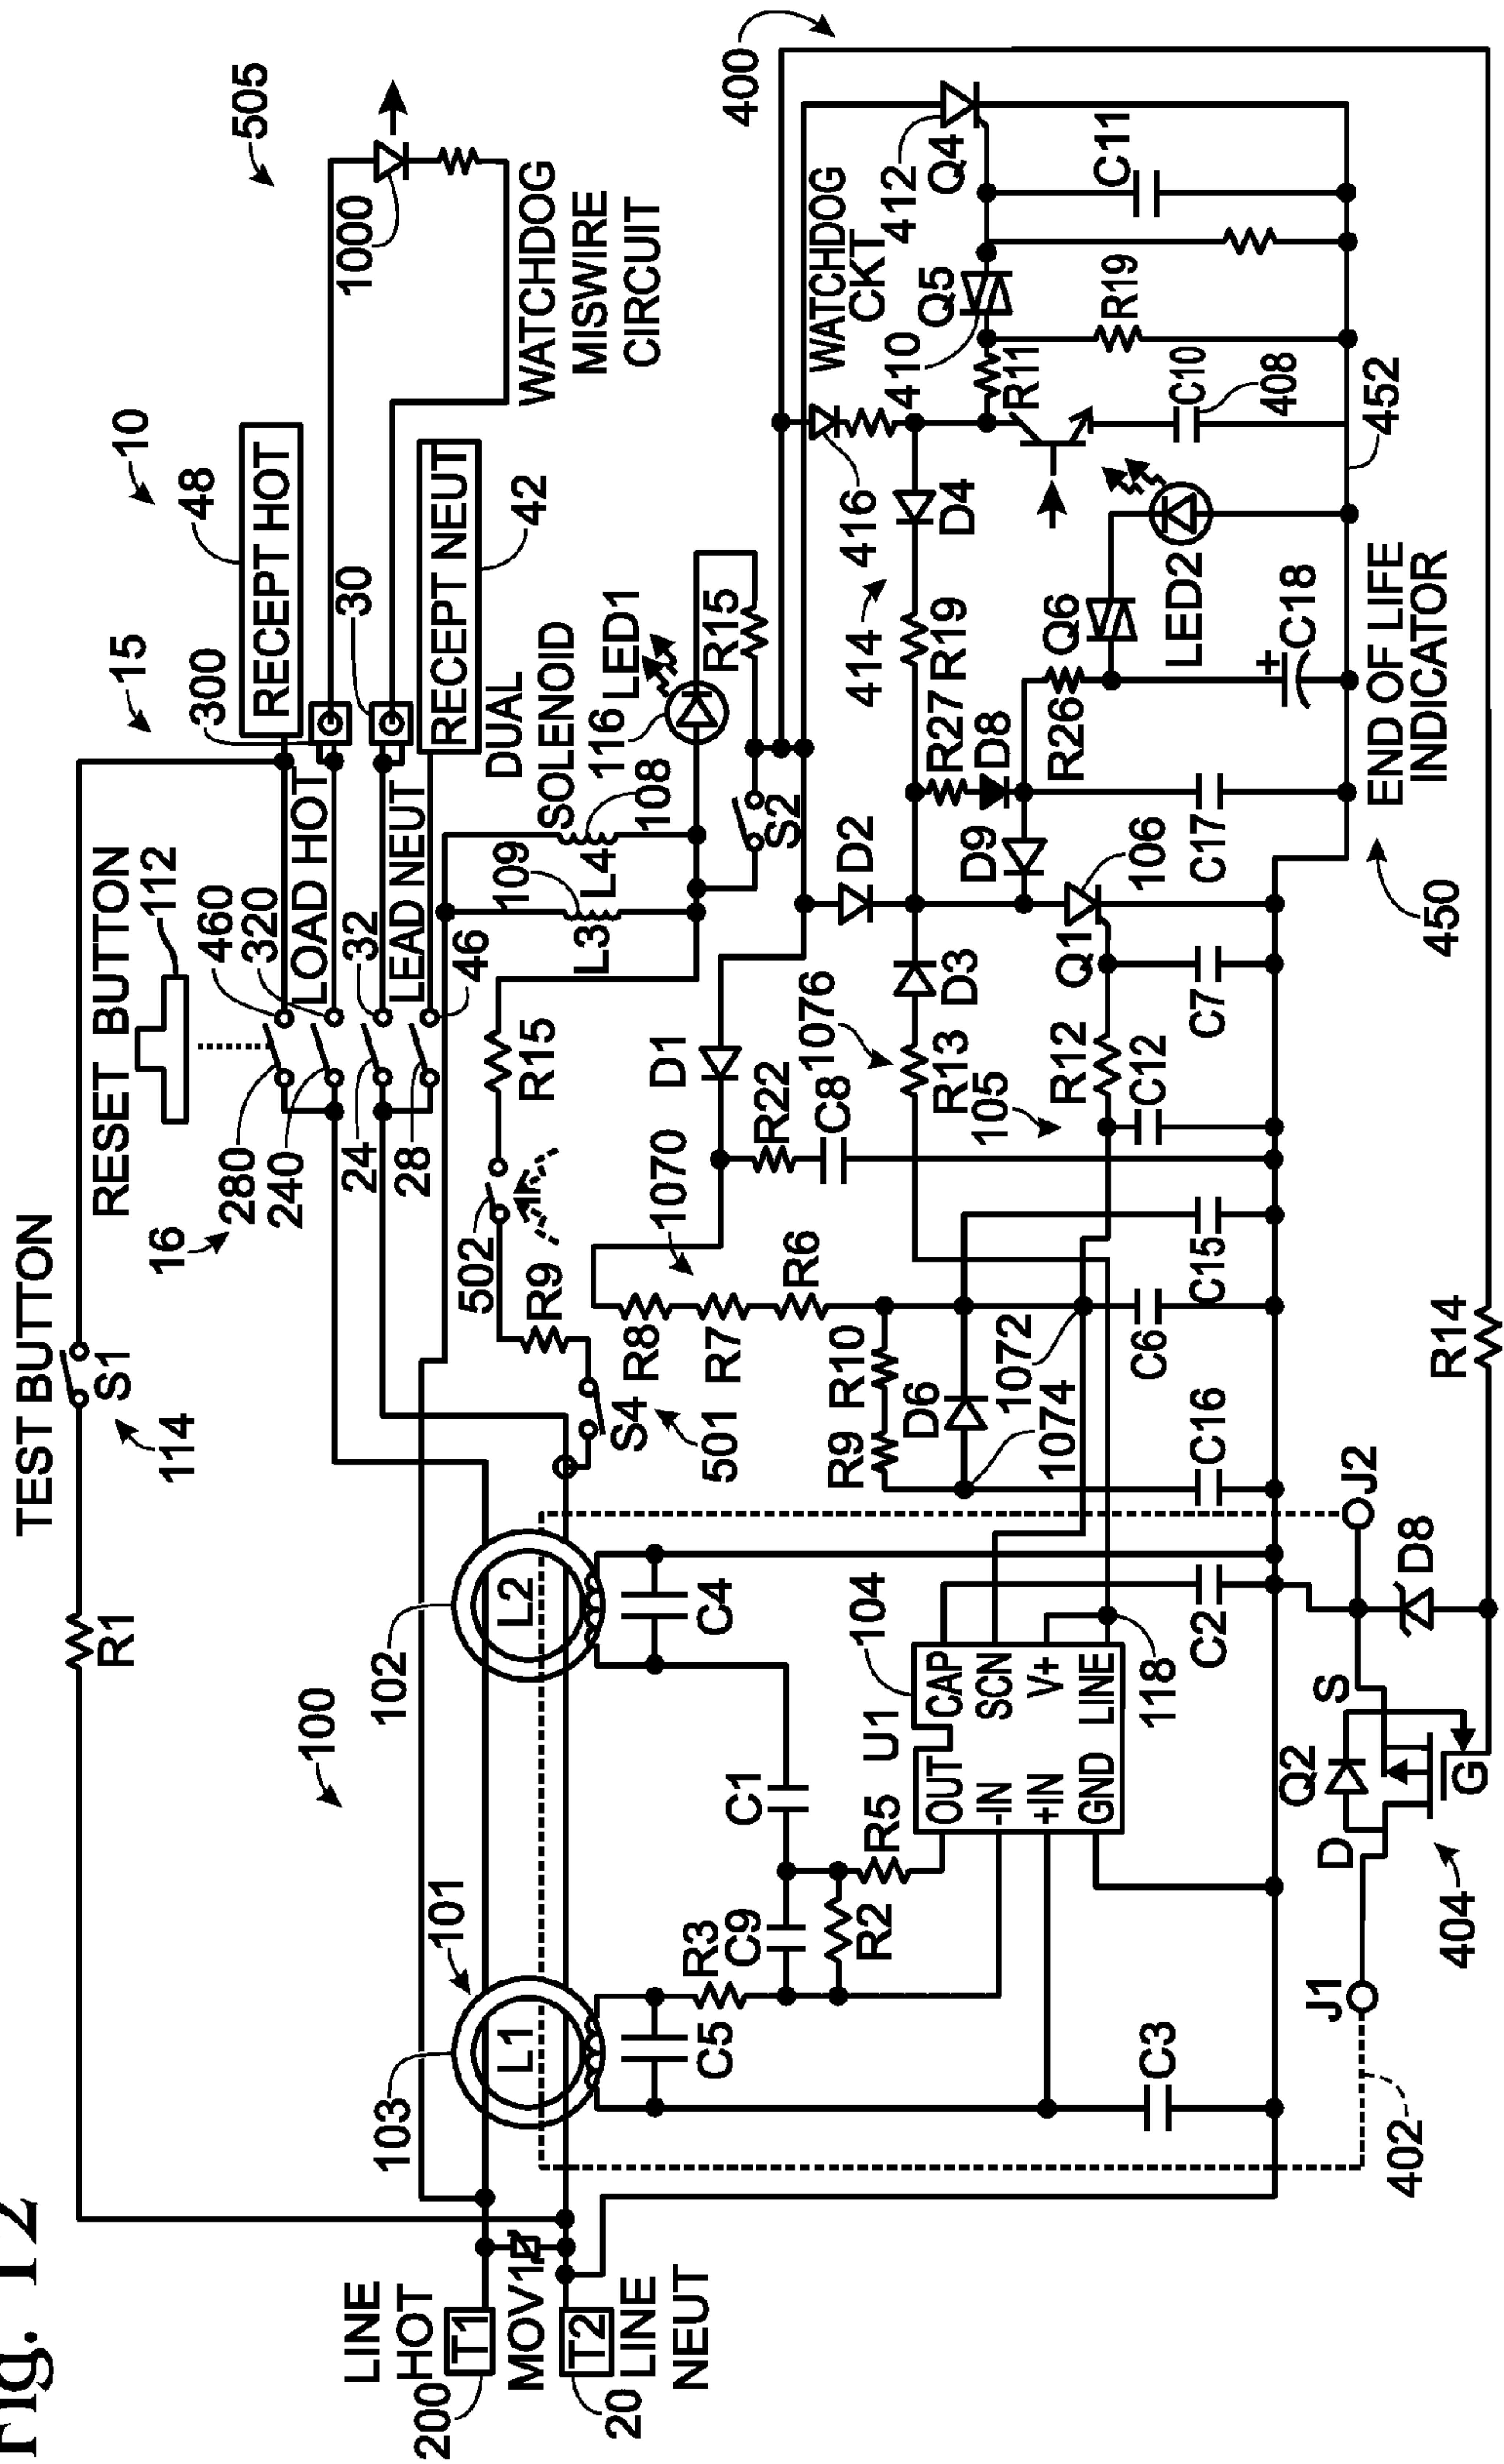 Fig. 12
TEST BUTTON
S1
114
R1
RESET BUTTON
112
16
280
240
24
28
460
320
32
46
LOAD HOT
LEAD NEUT
15
10
505
300
30
48
RECEPT HOT
RECEPT NEUT
42
1000
WATCHDOG
MISWIRE
CIRCUIT
100
101
102
103
L1
L2
LINE
HOT
T1
200
MOV1
T2
20
LINE
NEUT
DUAL
SOLENOID
108
109
L3
L4
116
LED1
R15
S2
R15
502
R9
S4
501
400
WATCHDOG
CKT
410
412
Q4
Q5
C11
R19
R11
C10
408
452
416
414
D4
R19
R27
D8
R26
Q6
LED2
+
C18
END OF LIFE
INDICATOR
450
D2
D9
106
Q1
C17
C7
D1
1076
D3
R13
R12
105
C12
R22
C8
1070
R8
R7
R6
R10
R9
D6
1072
1074
C15
C6
C16
R14
C4
C5
C1
R3
C9
R2
R5
U1
104
CAP
SCN
V+
LINE
OUT
-IN
+IN
GND
118
C2
C3
J1
J2
D8
S
D
G
Q2
404
402